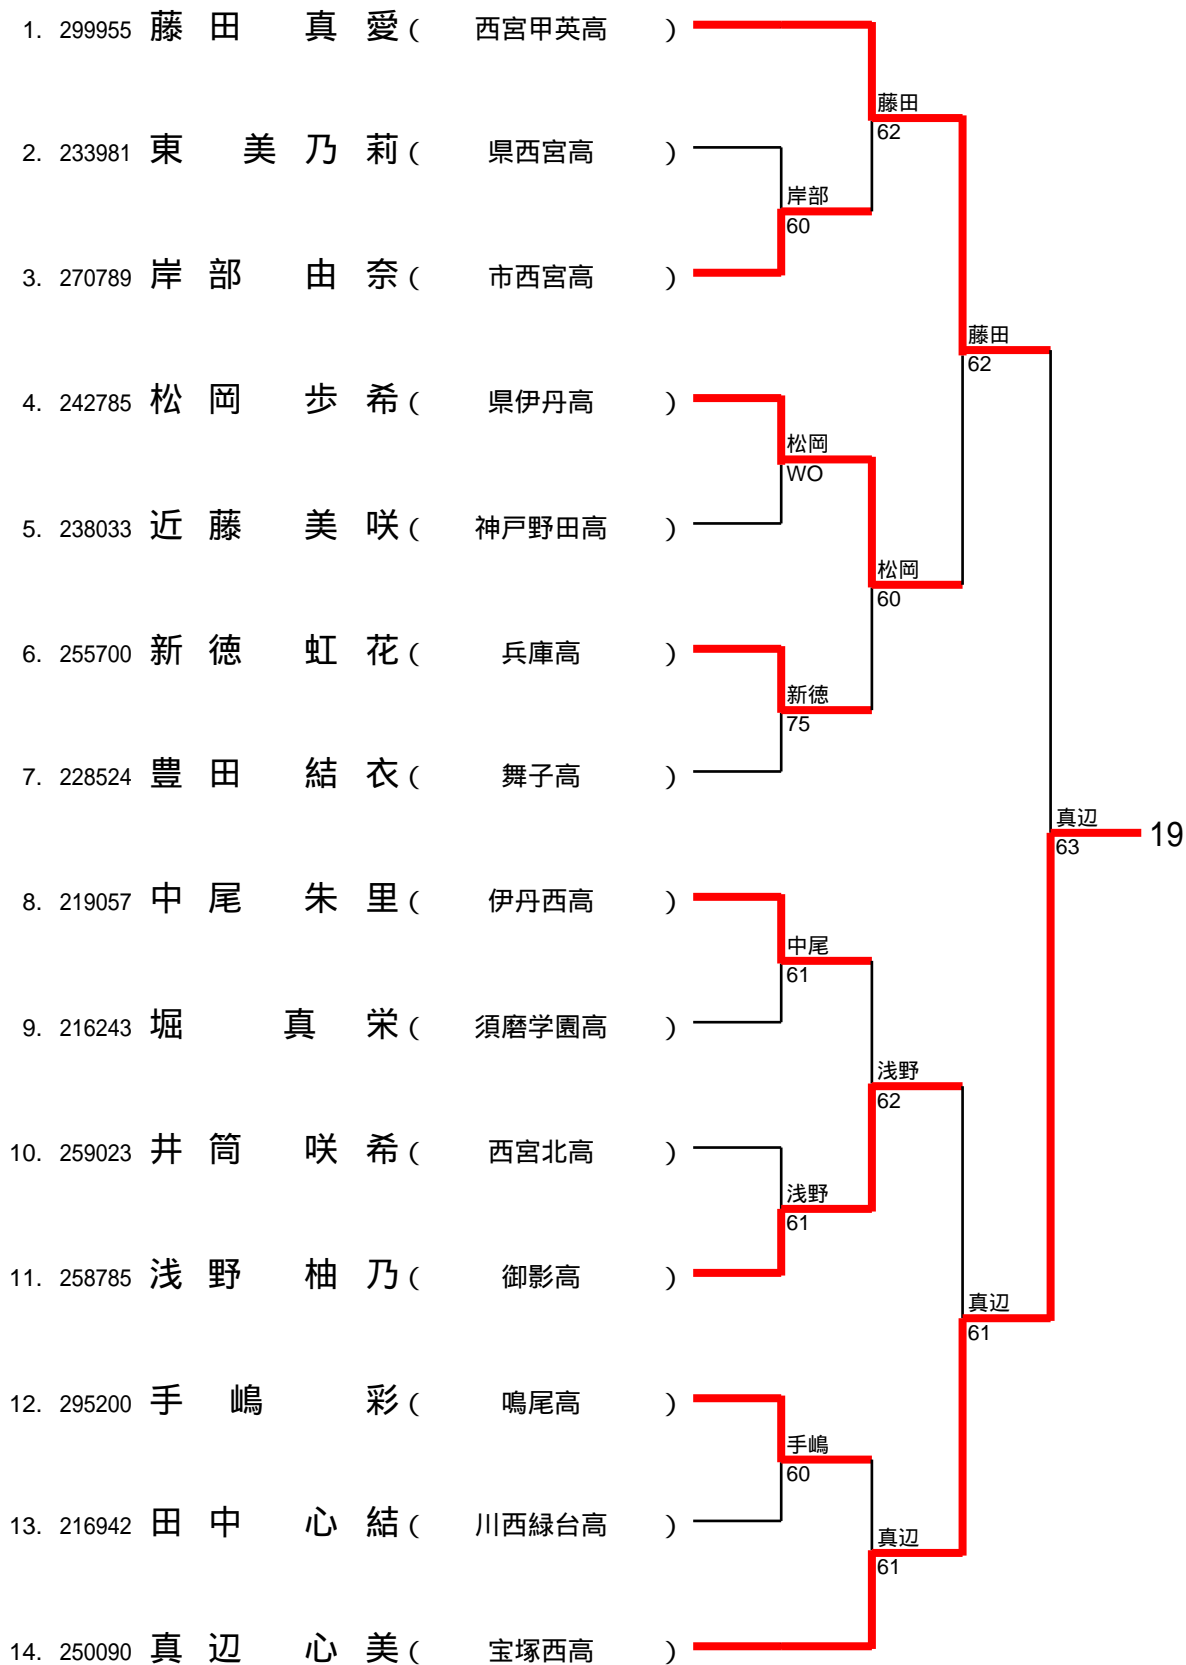 1. 299955 藤田 真愛 ( 西宮甲英高 )
藤田
62
2. 233981 東 美乃莉 ( 県西宮高 )
岸部
60
3. 270789 岸部 由奈 ( 市西宮高 )
藤田
62
4. 242785 松岡 歩希 ( 県伊丹高 )
松岡
WO
5. 238033 近藤 美咲 ( 神戸野田高 )
松岡
60
6. 255700 新徳 虹花 ( 兵庫高 )
新徳
75
7. 228524 豊田 結衣 ( 舞子高 )
真辺
63
19
8. 219057 中尾 朱里 ( 伊丹西高 )
中尾
61
9. 216243 堀 真栄 ( 須磨学園高 )
浅野
62
10. 259023 井筒 咲希 ( 西宮北高 )
浅野
61
11. 258785 浅野 柚乃 ( 御影高 )
真辺
61
12. 295200 手嶋 彩 ( 鳴尾高 )
手嶋
60
13. 216942 田中 心結 ( 川西緑台高 )
真辺
61
14. 250090 真辺 心美 ( 宝塚西高 )